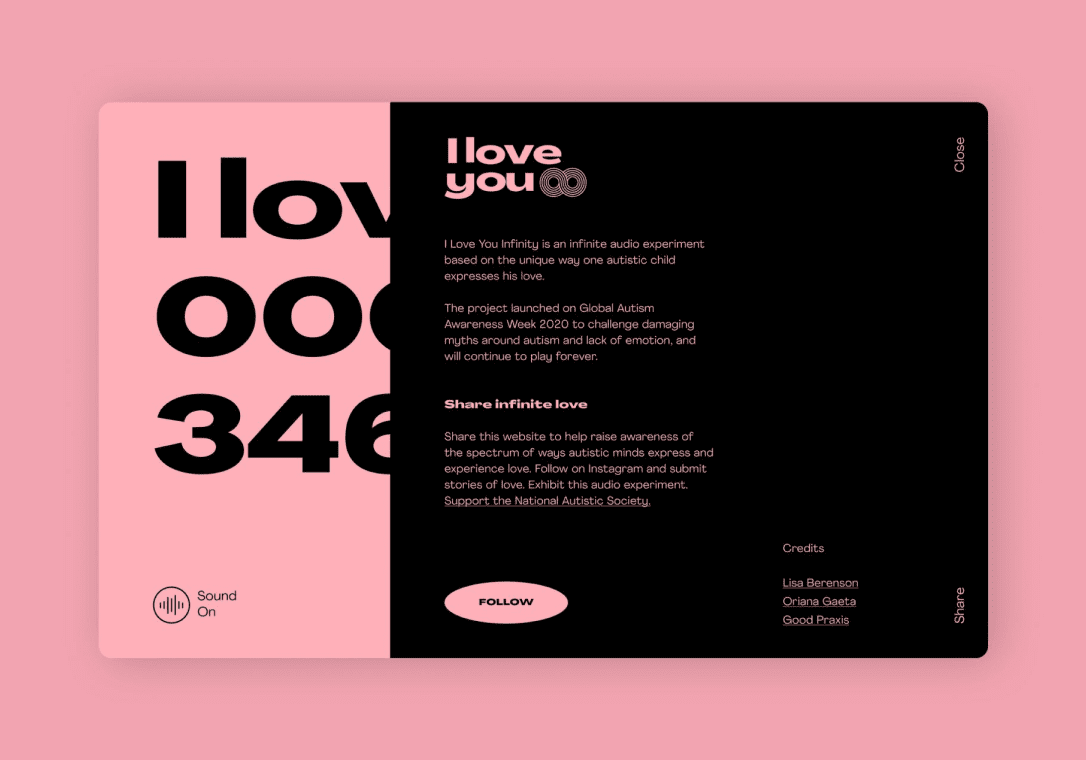 I lov
000
346
Sound
On
I love
you
I Love You Infinity is an infinite audio experiment
based on the unique way one autistic child
expresses his love.
The project launched on Global Autism
Awareness Week 2020 to challenge damaging
myths around autism and lack of emotion, and
will continue to play forever.
Share infinite love
Share this website to help raise awareness of
the spectrum of ways autistic minds express and
experience love. Follow on Instagram and submit
stories of love. Exhibit this audio experiment.
Support the National Autistic Society.
FOLLOW
Credits
Lisa Berenson
Oriana Gaeta
Good Praxis
Close
Share